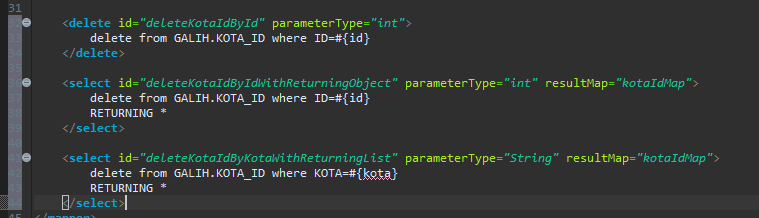 31
<delete id="deleteKotaIdById" parameterType="int">
delete from GALIH.KOTA_ID where ID=#{id}
</delete>
<select id="deleteKotaIdByIdWithReturningObject" parameterType="int" resultMap="kotaIdMap">
delete from GALIH.KOTA_ID where ID=#{id}
RETURNING *
</select>
<select id="deleteKotaIdByKotaWithReturningList" parameterType="String" resultMap="kotaIdMap">
delete from GALIH.KOTA_ID where KOTA=#{kota}
RETURNING *
</select>
45 </mapper>